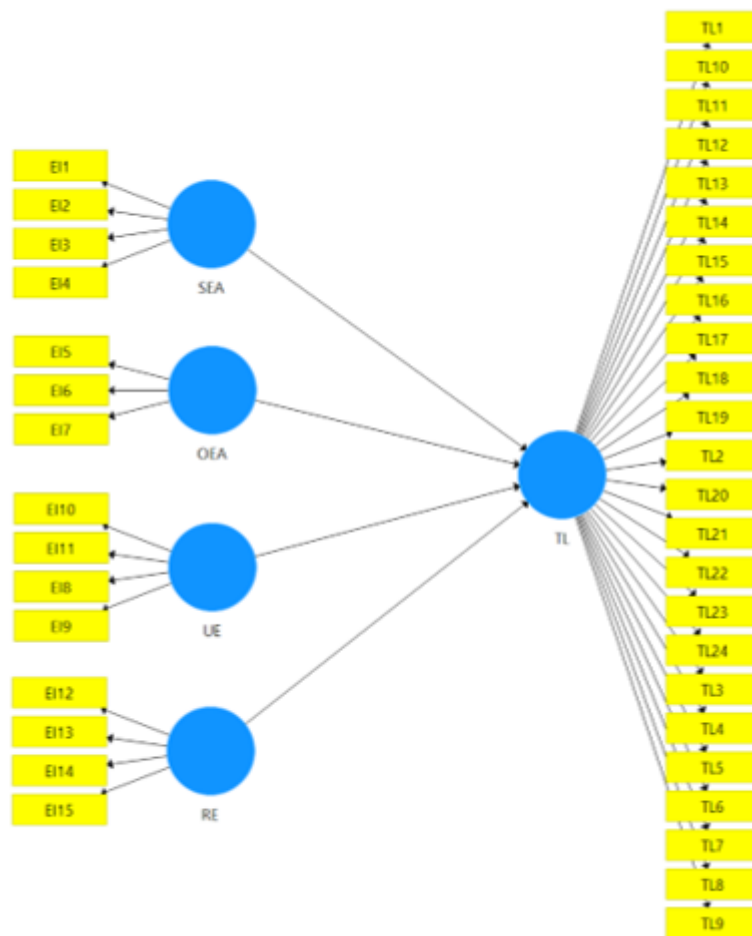 EI1
EI2
EI3
EI4
SEA
EI5
EI6
EI7
OEA
EI10
EI11
EI8
EI9
UE
EI12
EI13
EI14
EI15
RE
TL
TL1
TL10
TL11
TL12
TL13
TL14
TL15
TL16
TL17
TL18
TL19
TL2
TL20
TL21
TL22
TL23
TL24
TL3
TL4
TL5
TL6
TL7
TL8
TL9